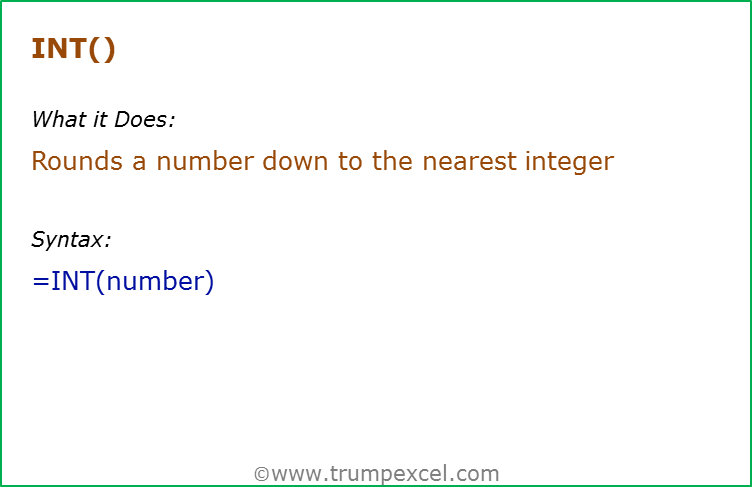 INT()
What it Does:
Rounds a number down to the nearest integer
Syntax:
=INT(number)
©www.trumpexcel.com